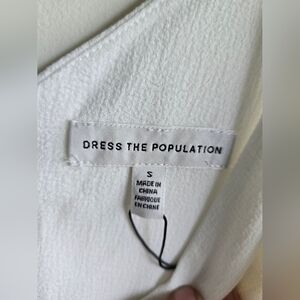 DRESS THE POPULATION
S
MADE IN
CHINA
FABRIQUÉ
EN CHINE